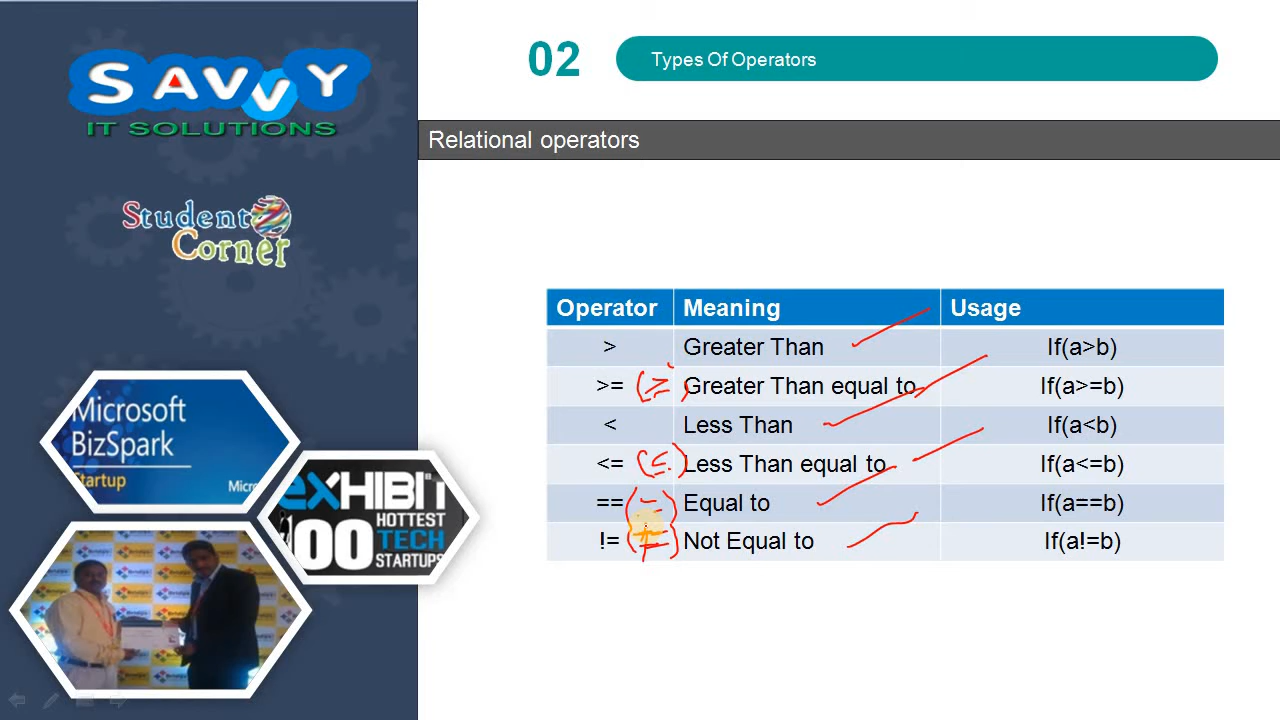 SAVVY
IT SOLUTIONS
Student
Corner
Microsoft
BizSpark
Startup
Micro
eXHIBIT
100 HOTTEST
TECH
STARTUPS
02 Types Of Operators
Relational operators
Operator Meaning Usage
> Greater Than If(a>b)
>= (≥) Greater Than equal to If(a>=b)
< Less Than If(a<b)
<= (≤) Less Than equal to If(a<=b)
== (=) Equal to If(a==b)
!= (≠) Not Equal to If(a!=b)